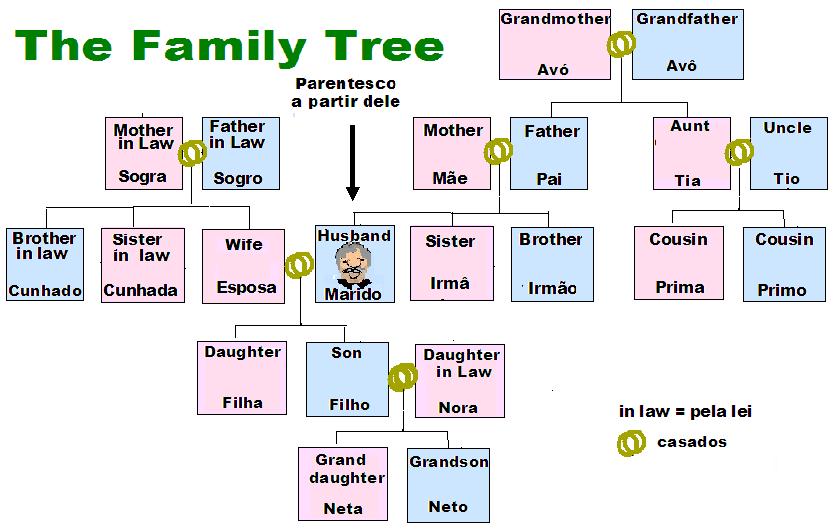 The Family Tree
Parentesco
a partir dele
Grandmother
Avó
Grandfather
Avô
Mother
in Law
Sogra
Father
in Law
Sogro
Mother
Mãe
Father
Pai
Aunt
Tia
Uncle
Tio
Brother
in law
Cunhado
Sister
in law
Cunhada
Wife
Esposa
Husband
Marido
Sister
Irmâ
Brother
Irmão
Cousin
Prima
Cousin
Primo
Daughter
Filha
Son
Filho
Daughter
in Law
Nora
in law = pela lei
casados
Grand
daughter
Neta
Grandson
Neto